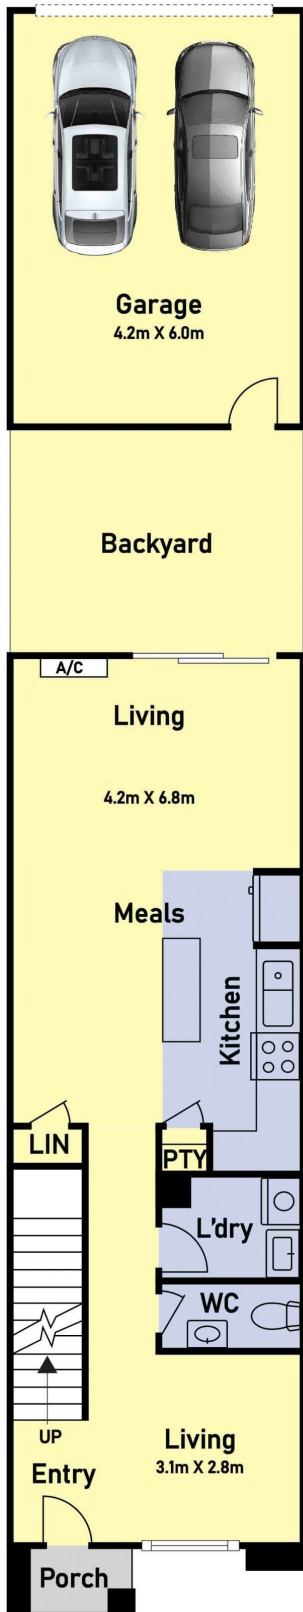 Garage
4.2m X 6.0m
Backyard
A/C
Living
4.2m X 6.8m
Meals
Kitchen
LIN
PTY
L'dry
WC
UP
Living
3.1m X 2.8m
Entry
Porch